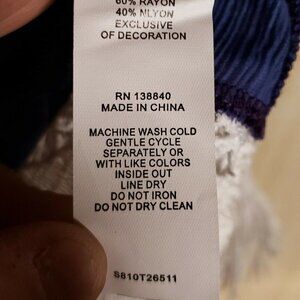 60% RAYON
40% NLYON
EXCLUSIVE
OF DECORATION
RN 138840
MADE IN CHINA
MACHINE WASH COLD
GENTLE CYCLE
SEPARATELY OR
WITH LIKE COLORS
INSIDE OUT
LINE DRY
DO NOT IRON
DO NOT DRY CLEAN
S810T26511